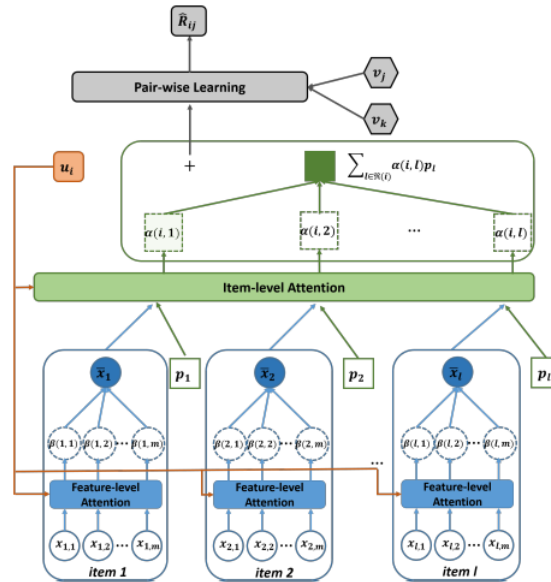 R̂ᵢⱼ
Pair-wise Learning
vⱼ
vₖ
uᵢ
+
∑_{l∈ℜ(i)} α(i, l)pₗ
α(i, 1) α(i, 2) ... α(i, l)
Item-level Attention
x̄₁ p₁ x̄₂ p₂ x̄ₗ pₗ
β(1, 1) β(1, 2) ... β(1, m) β(2, 1) β(2, 2) ... β(2, m) β(l, 1) β(l, 2) ... β(l, m)
...
Feature-level Attention Feature-level Attention Feature-level Attention
x₁,₁ x₁,₂ ... x₁,m x₂,₁ x₂,₂ ... x₂,m xₗ,₁ xₗ,₂ ... xₗ,m
item 1 item 2 item l